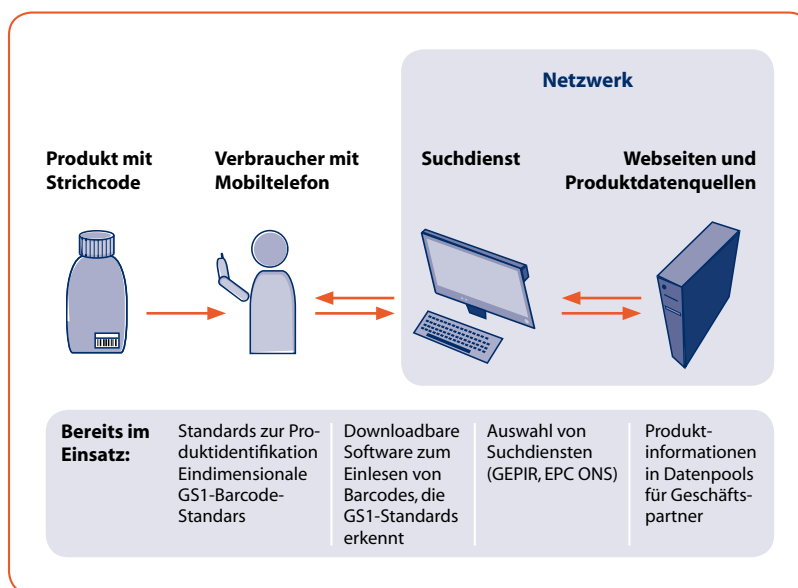 Netzwerk
Produkt mit
Strichcode
Verbraucher mit
Mobiltelefon
Suchdienst
Webseiten und
Produktdatenquellen
Bereits im
Einsatz:
Standards zur Pro-
duktidentifikation
Eindimensionale
GS1-Barcode-
Standars
Downloadbare
Software zum
Einlesen von
Barcodes, die
GS1-Standards
erkennt
Auswahl von
Suchdiensten
(GEPIR, EPC ONS)
Produkt-
informationen
in Datenpools
für Geschäfts-
partner